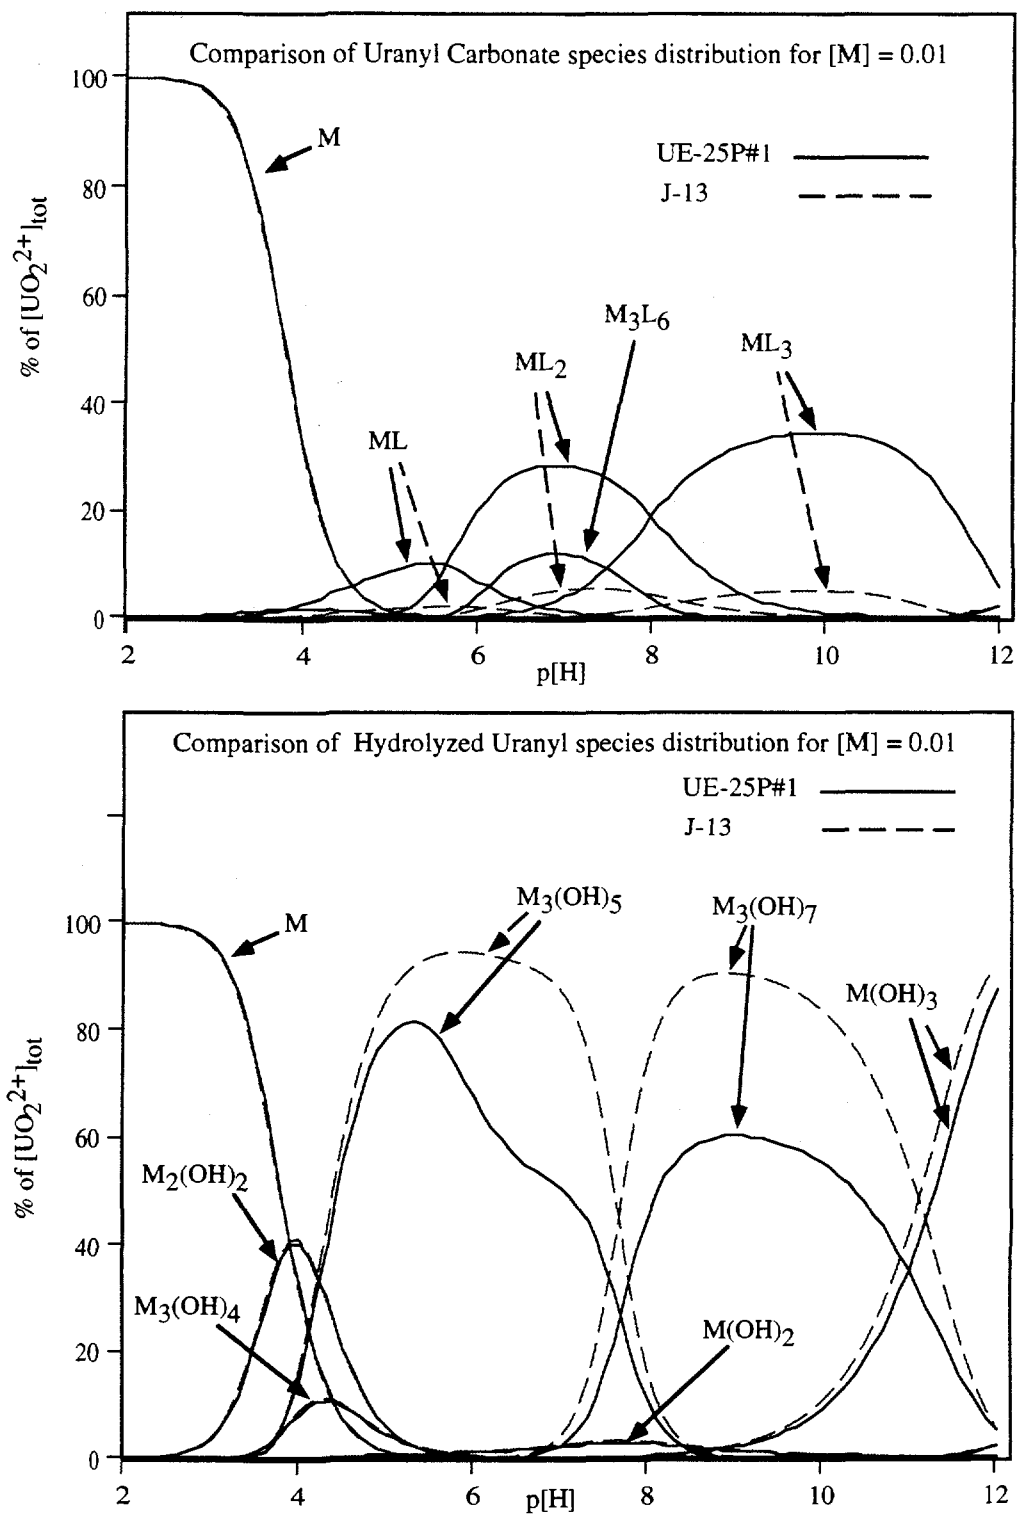 Comparison of Uranyl Carbonate species distribution for [M] = 0.01
100
M
UE-25P#1
J-13
80
% of [UO₂²⁺]tot
60
M₃L₆
ML₃
ML₂
40
ML
20
0
2 4 6 8 10 12
p[H]
Comparison of Hydrolyzed Uranyl species distribution for [M] = 0.01
UE-25P#1
J-13
M₃(OH)₅
M₃(OH)₇
100
M
M(OH)₃
80
% of [UO₂²⁺]tot
60
M₂(OH)₂
40
M₃(OH)₄
M(OH)₂
20
0
2 4 6 8 10 12
p[H]